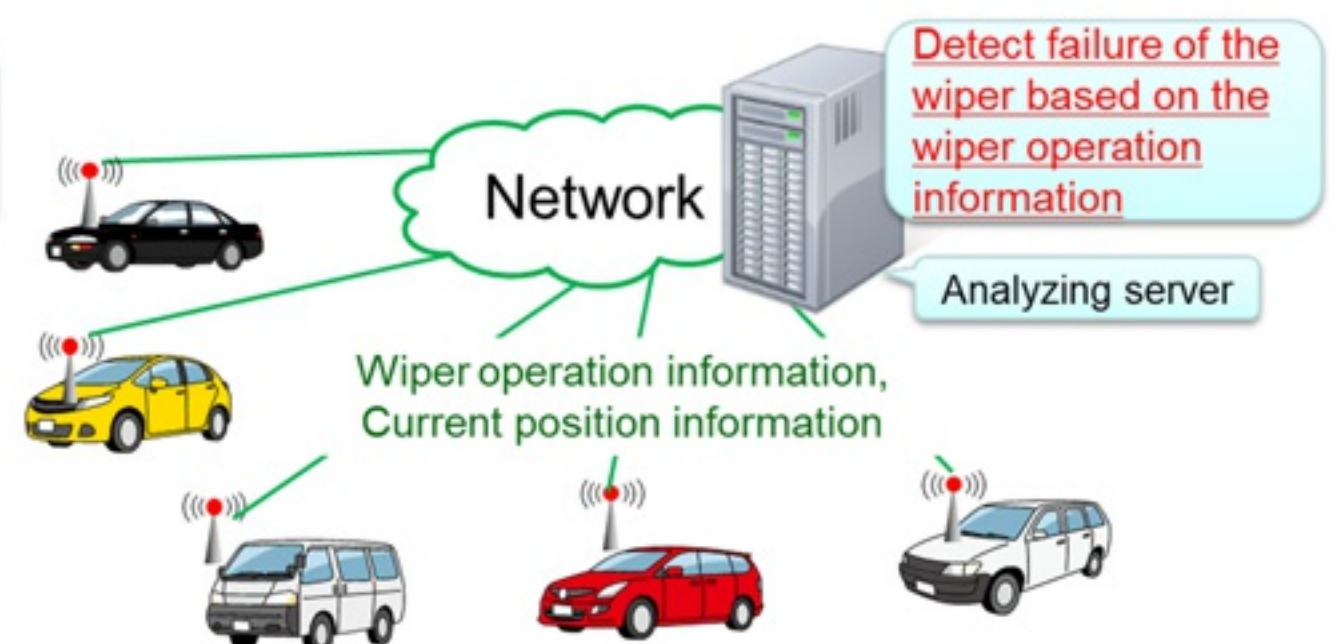 Detect failure of the
wiper based on the
wiper operation
information
Network
Analyzing server
Wiper operation information,
Current position information